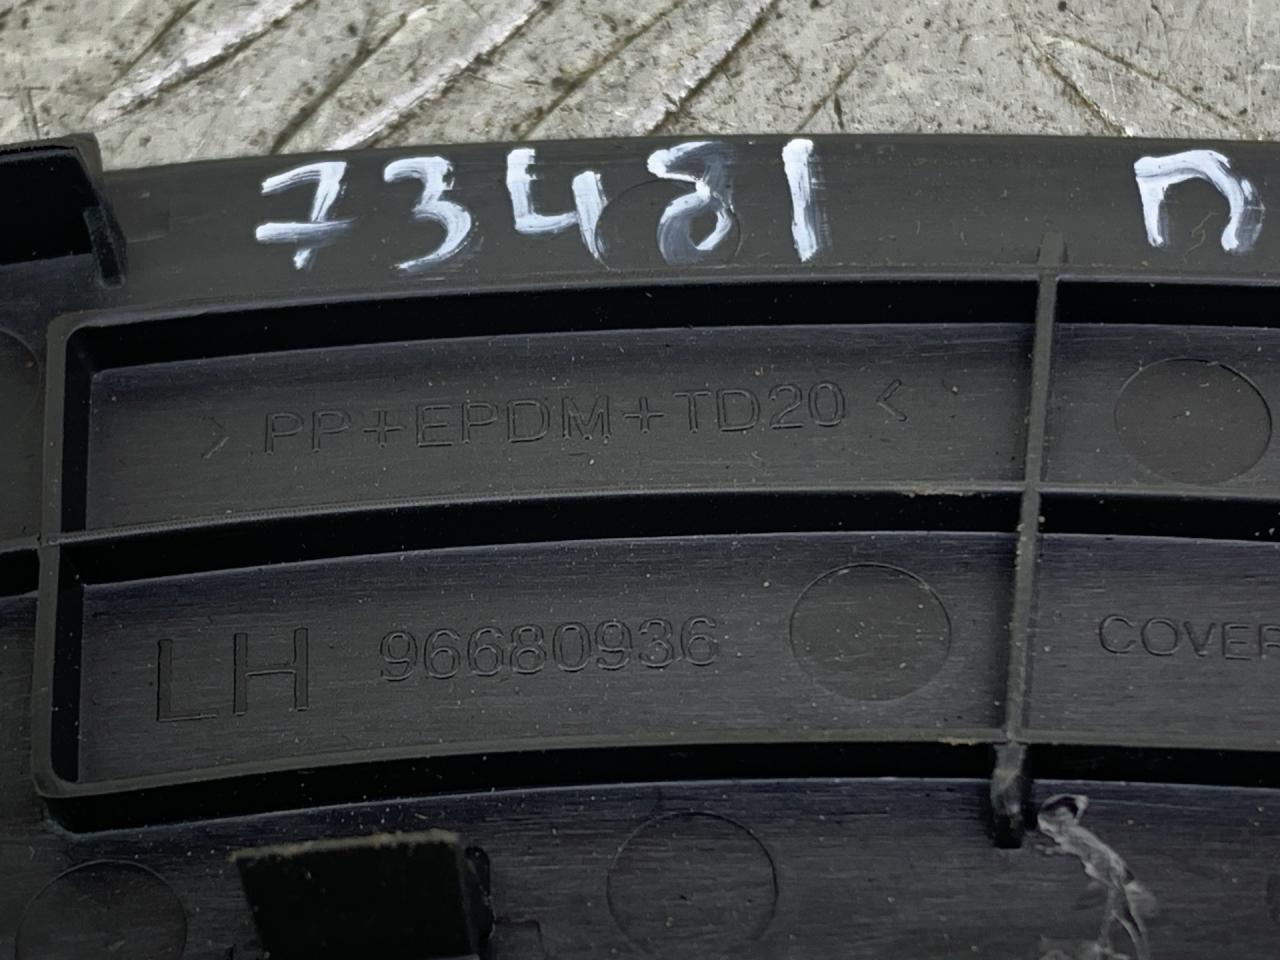 73481 П
>PP+EPDM+TD20<
LH 96680936
COVER